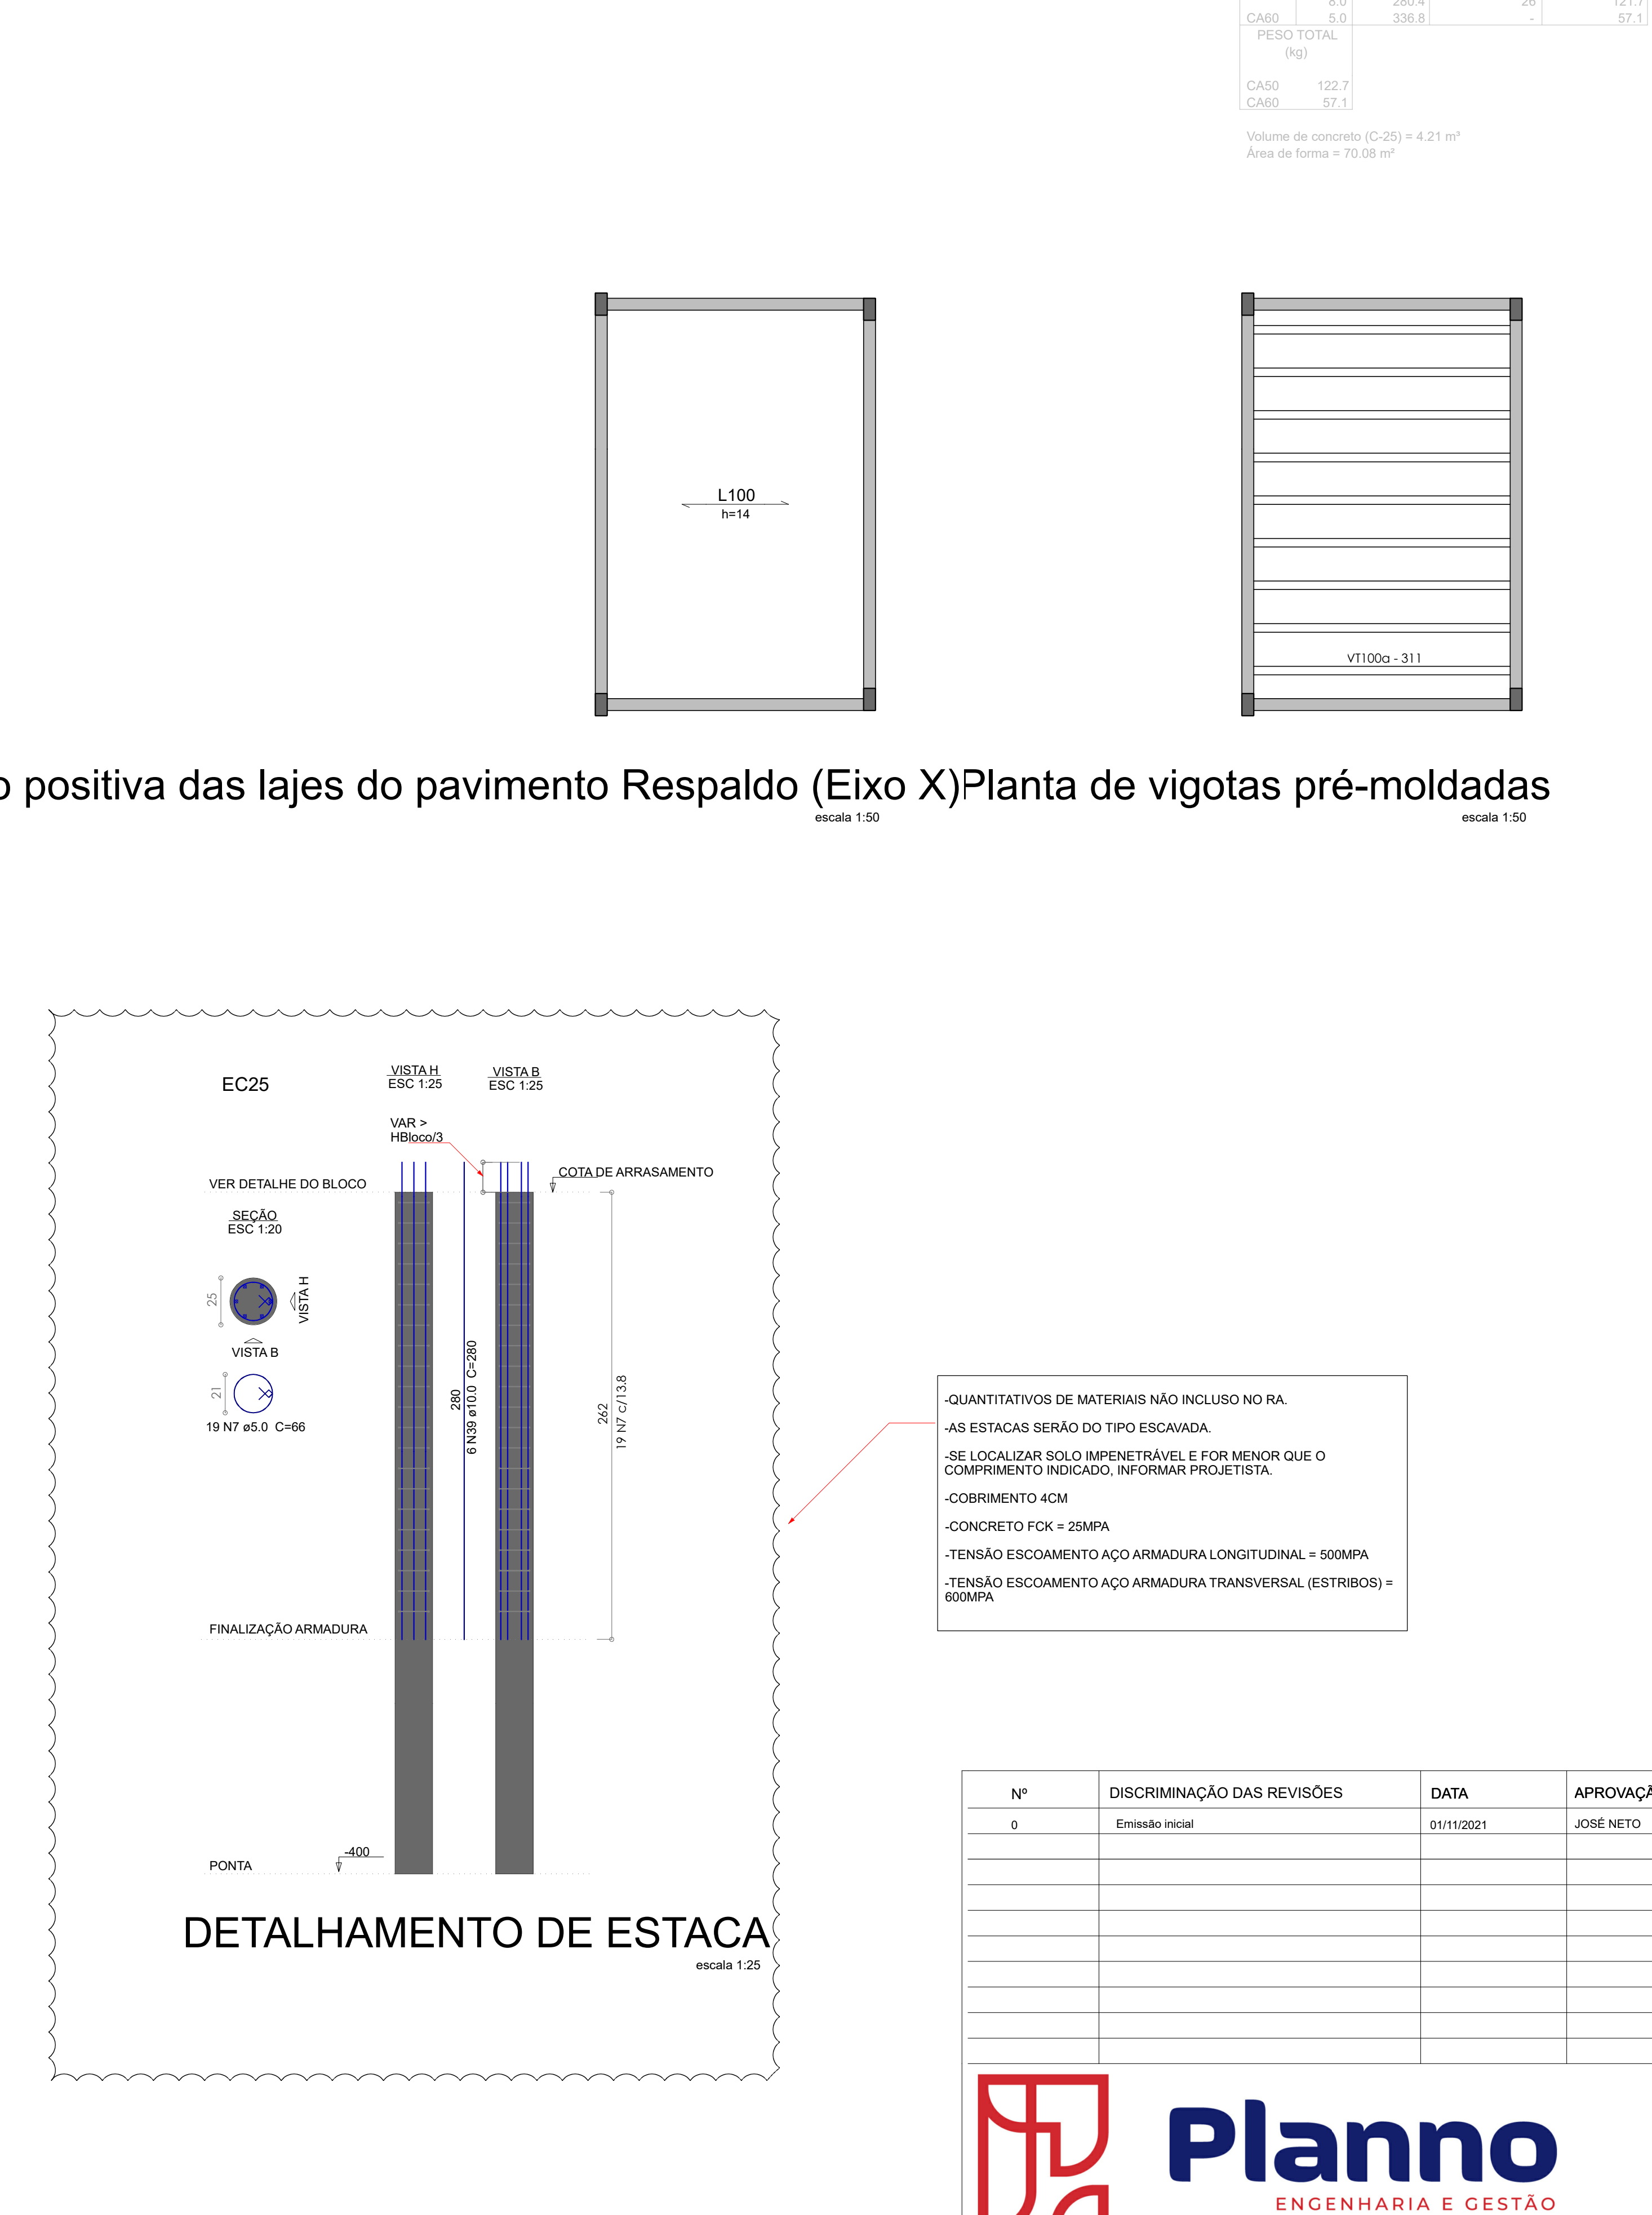 8.0 280.4 26 121.7
CA60 5.0 336.8 - 57.1
PESO TOTAL
(kg)
CA50 122.7
CA60 57.1
Volume de concreto (C-25) = 4.21 m³
Área de forma = 70.08 m²
L100
h=14
VT100a - 311
o positiva das lajes do pavimento Respaldo (Eixo X)
escala 1:50
Planta de vigotas pré-moldadas
escala 1:50
EC25
VISTA H
ESC 1:25
VISTA B
ESC 1:25
VAR >
HBloco/3
COTA DE ARRASAMENTO
VER DETALHE DO BLOCO
SEÇÃO
ESC 1:20
25
VISTA H
VISTA B
21
19 N7 ø5.0 C=66
280
6 N39 ø10.0 C=280
262
19 N7 c/13.8
FINALIZAÇÃO ARMADURA
-400
PONTA
DETALHAMENTO DE ESTACA
escala 1:25
-QUANTITATIVOS DE MATERIAIS NÃO INCLUSO NO RA.
-AS ESTACAS SERÃO DO TIPO ESCAVADA.
-SE LOCALIZAR SOLO IMPENETRÁVEL E FOR MENOR QUE O
COMPRIMENTO INDICADO, INFORMAR PROJETISTA.
-COBRIMENTO 4CM
-CONCRETO FCK = 25MPA
-TENSÃO ESCOAMENTO AÇO ARMADURA LONGITUDINAL = 500MPA
-TENSÃO ESCOAMENTO AÇO ARMADURA TRANSVERSAL (ESTRIBOS) =
600MPA
Nº DISCRIMINAÇÃO DAS REVISÕES DATA APROVAÇÃ
0 Emissão inicial 01/11/2021 JOSÉ NETO
Planno
ENGENHARIA E GESTÃO